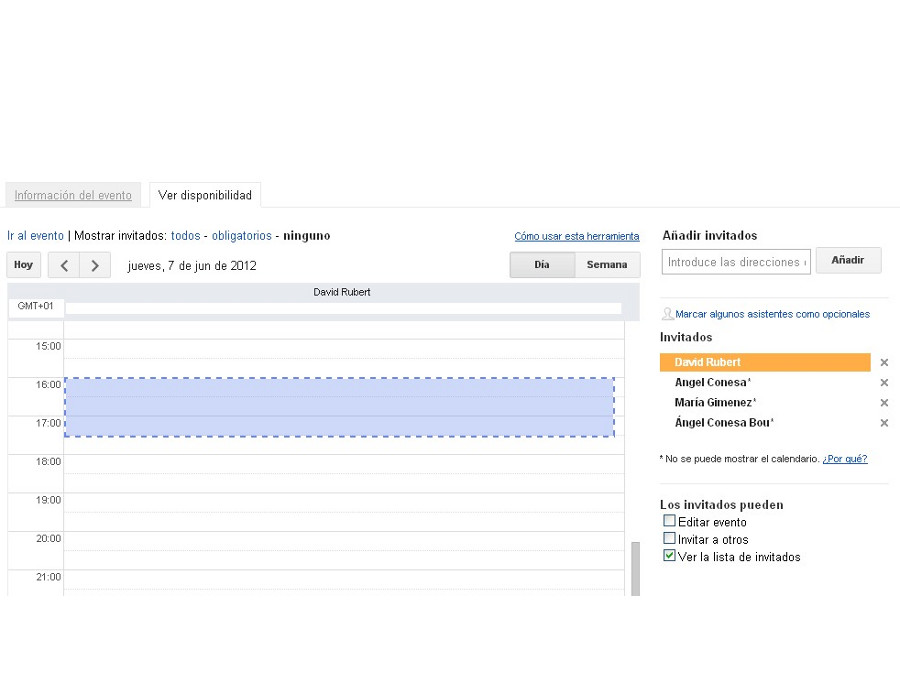 Información del evento Ver disponibilidad
Ir al evento | Mostrar invitados: todos - obligatorios - ninguno Cómo usar esta herramienta
Hoy jueves, 7 de jun de 2012 Día Semana
David Rubert
GMT+01
15:00
16:00
17:00
18:00
19:00
20:00
21:00
Añadir invitados
Introduce las direcciones Añadir
Marcar algunos asistentes como opcionales
Invitados
David Rubert
Angel Conesa*
María Gimenez*
Ángel Conesa Bou*
* No se puede mostrar el calendario. ¿Por qué?
Los invitados pueden
Editar evento
Invitar a otros
Ver la lista de invitados